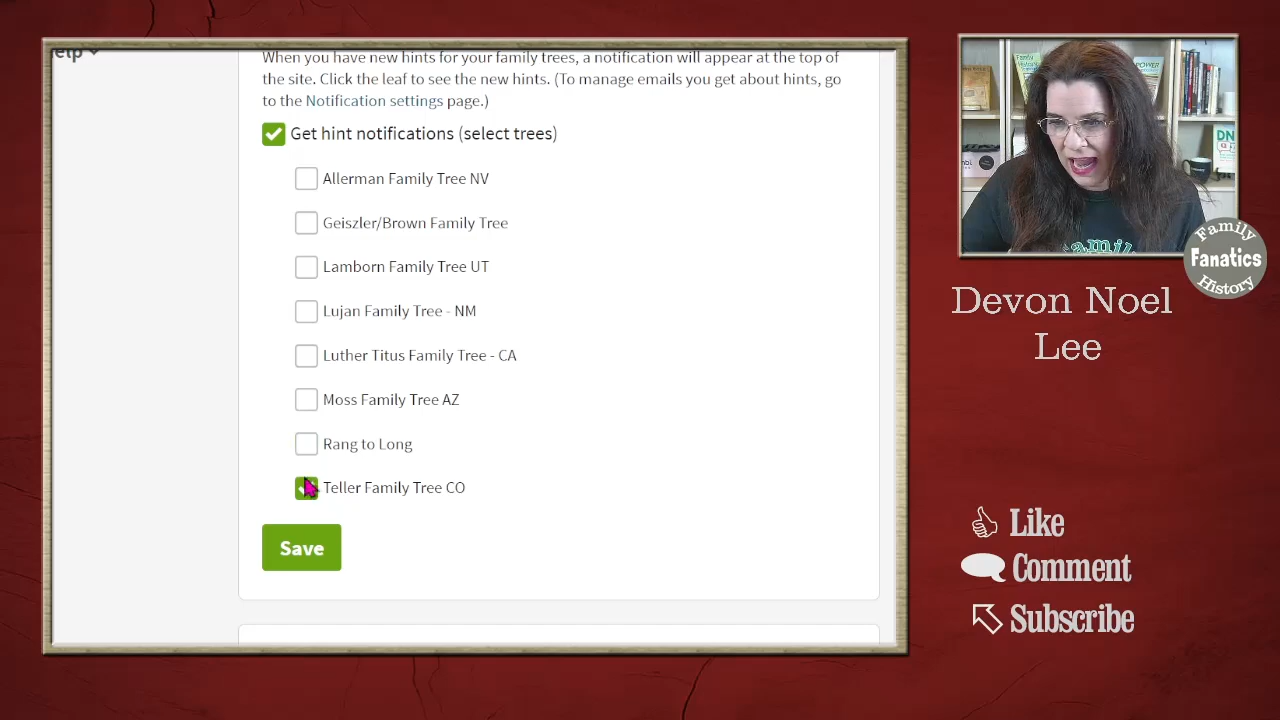 elp
When you have new hints for your family trees, a notification will appear at the top of
the site. Click the leaf to see the new hints. (To manage emails you get about hints, go
to the Notification settings page.)
Get hint notifications (select trees)
Allerman Family Tree NV
Geiszler/Brown Family Tree
Lamborn Family Tree UT
Lujan Family Tree - NM
Luther Titus Family Tree - CA
Moss Family Tree AZ
Rang to Long
Teller Family Tree CO
Save
Family
Fanatics
History
Devon Noel
Lee
Like
Comment
Subscribe